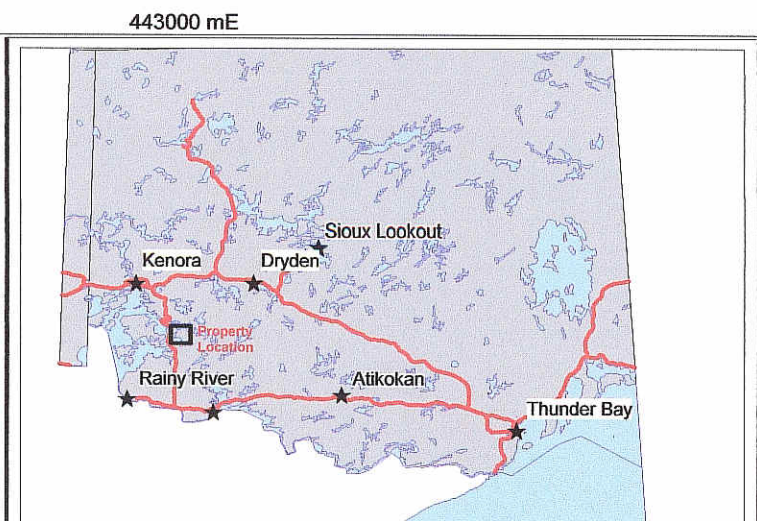 443000 mE
Sioux Lookout
Kenora
Dryden
Property
Location
Rainy River
Atikokan
Thunder Bay